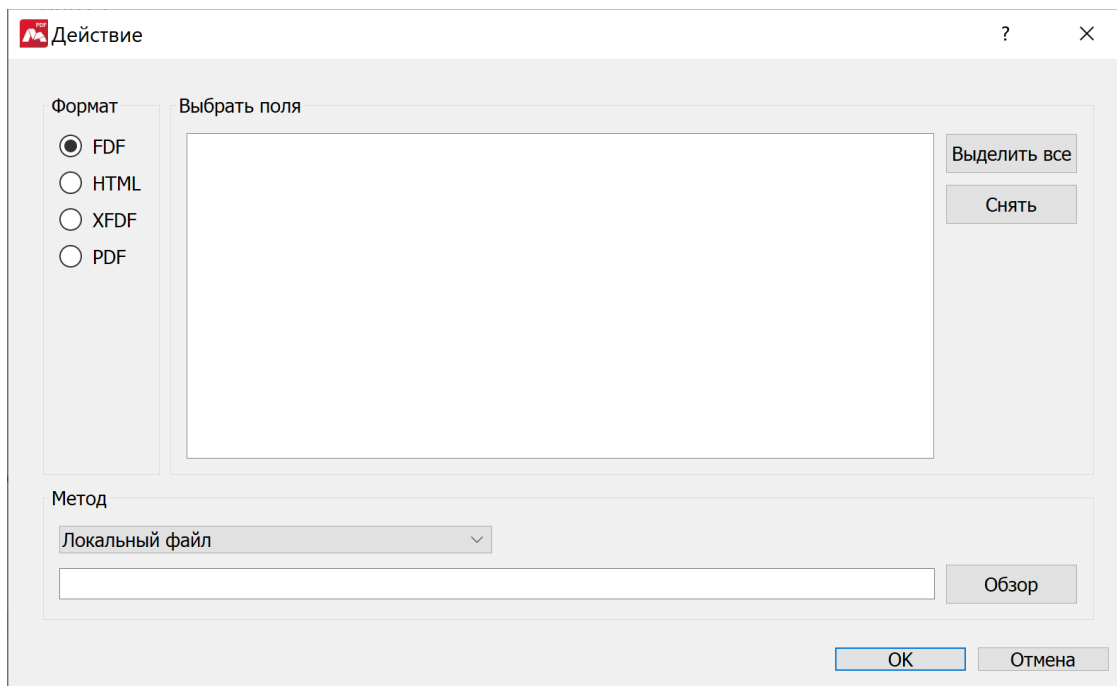 PDF
Действие
?
Формат
Выбрать поля
FDF
HTML
XFDF
PDF
Выделить все
Снять
Метод
Локальный файл
Обзор
OK
Отмена